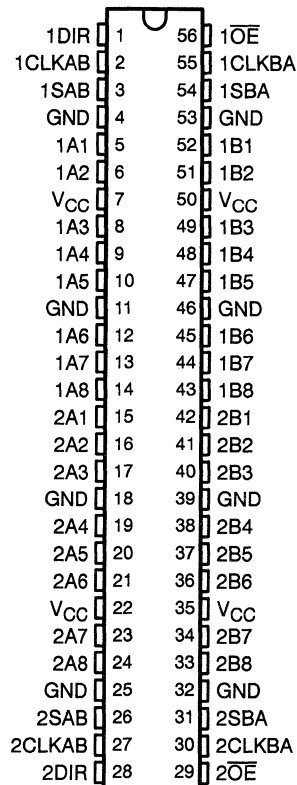 1DIR 1 56 1O̅E̅
1CLKAB 2 55 1CLKBA
1SAB 3 54 1SBA
GND 4 53 GND
1A1 5 52 1B1
1A2 6 51 1B2
VCC 7 50 VCC
1A3 8 49 1B3
1A4 9 48 1B4
1A5 10 47 1B5
GND 11 46 GND
1A6 12 45 1B6
1A7 13 44 1B7
1A8 14 43 1B8
2A1 15 42 2B1
2A2 16 41 2B2
2A3 17 40 2B3
GND 18 39 GND
2A4 19 38 2B4
2A5 20 37 2B5
2A6 21 36 2B6
VCC 22 35 VCC
2A7 23 34 2B7
2A8 24 33 2B8
GND 25 32 GND
2SAB 26 31 2SBA
2CLKAB 27 30 2CLKBA
2DIR 28 29 2O̅E̅